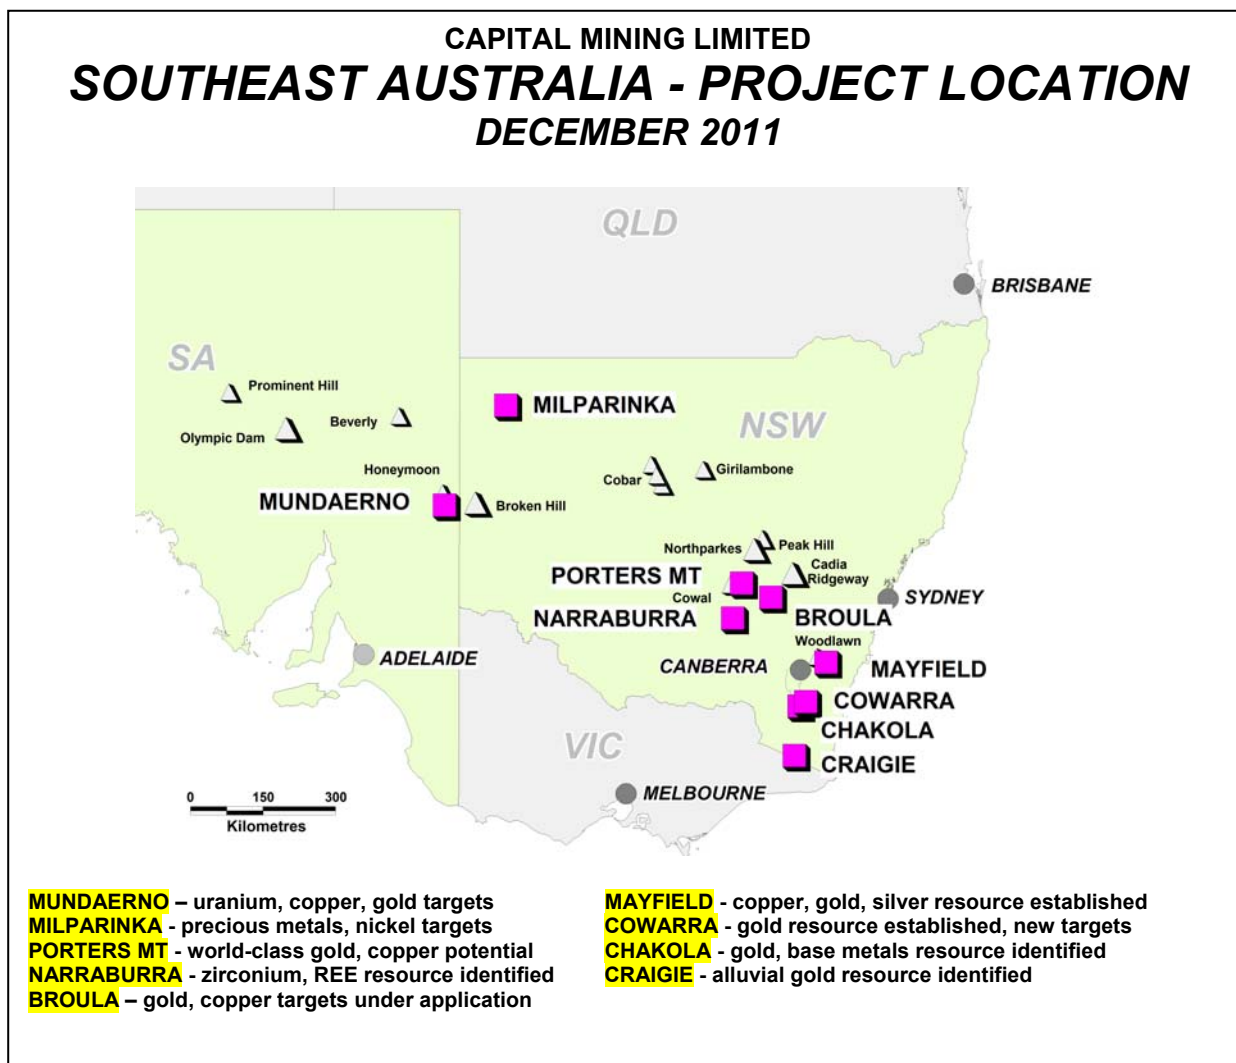 CAPITAL MINING LIMITED
SOUTHEAST AUSTRALIA - PROJECT LOCATION
DECEMBER 2011
QLD
BRISBANE
SA
Prominent Hill
MILPARINKA
NSW
Beverly
Olympic Dam
Honeymoon
Cobar
Girilambone
MUNDAERNO
Broken Hill
Northparkes
Peak Hill
PORTERS MT
Cadia
Ridgeway
Cowal
SYDNEY
NARRABURRA
BROULA
Woodlawn
ADELAIDE
CANBERRA
MAYFIELD
COWARRA
CHAKOLA
VIC
CRAIGIE
MELBOURNE
0 150 300
Kilometres
MUNDAERNO – uranium, copper, gold targets
MILPARINKA - precious metals, nickel targets
PORTERS MT - world-class gold, copper potential
NARRABURRA - zirconium, REE resource identified
BROULA – gold, copper targets under application
MAYFIELD - copper, gold, silver resource established
COWARRA - gold resource established, new targets
CHAKOLA - gold, base metals resource identified
CRAIGIE - alluvial gold resource identified